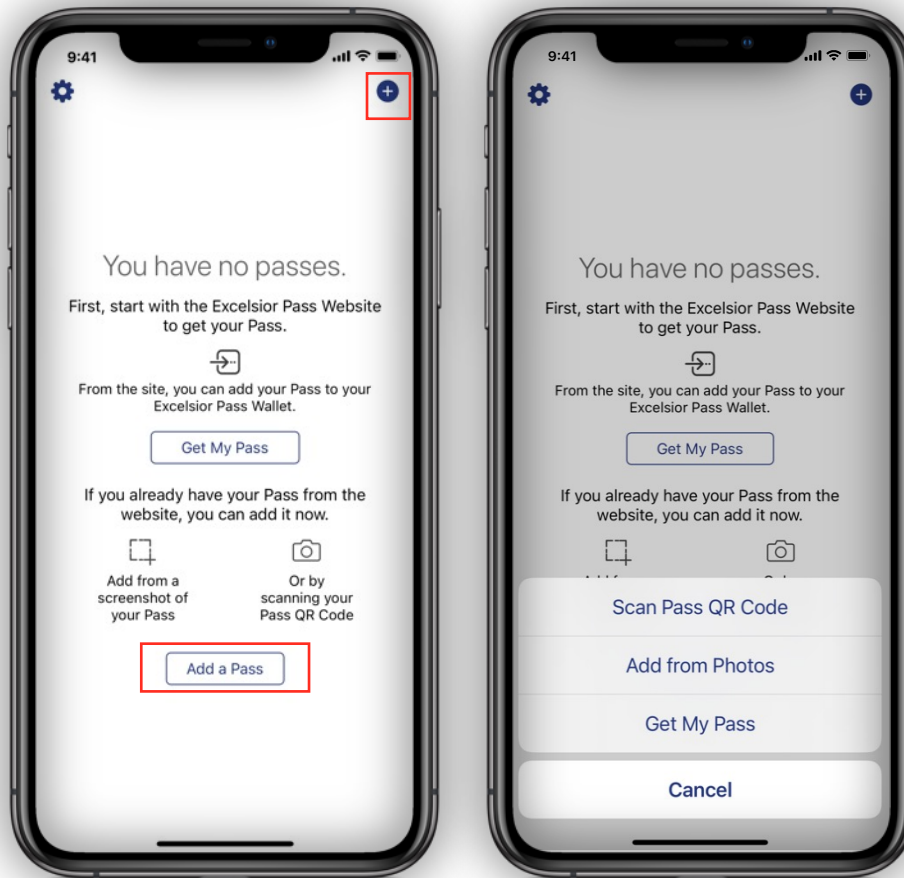 9:41
You have no passes.
First, start with the Excelsior Pass Website
to get your Pass.
From the site, you can add your Pass to your
Excelsior Pass Wallet.
Get My Pass
If you already have your Pass from the
website, you can add it now.
Add from a
screenshot of
your Pass
Or by
scanning your
Pass QR Code
Add a Pass
9:41
You have no passes.
First, start with the Excelsior Pass Website
to get your Pass.
From the site, you can add your Pass to your
Excelsior Pass Wallet.
Get My Pass
If you already have your Pass from the
website, you can add it now.
Scan Pass QR Code
Add from Photos
Get My Pass
Cancel